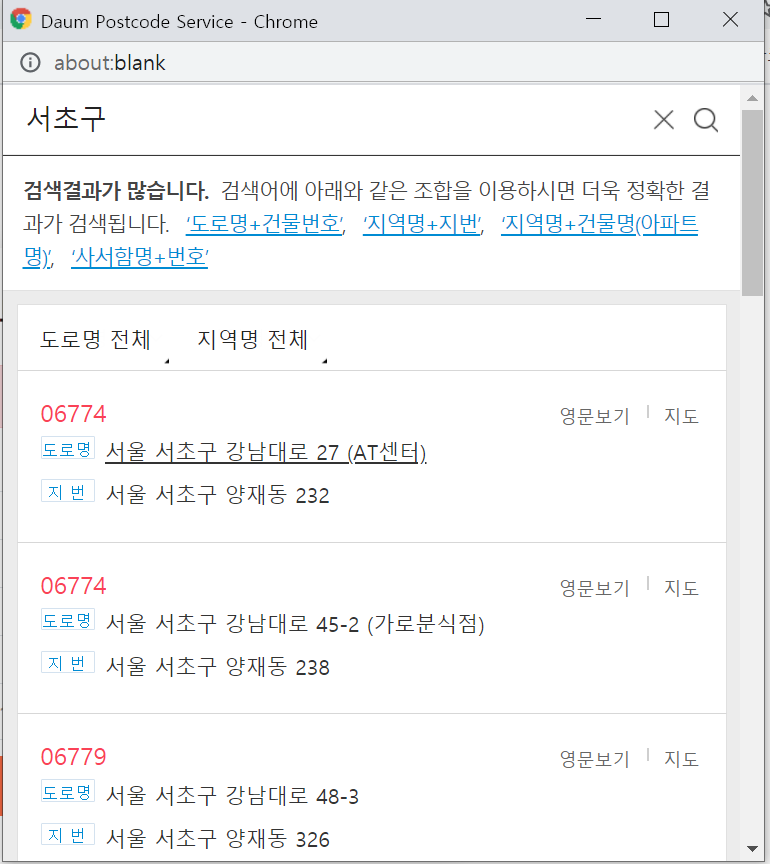 Daum Postcode Service - Chrome
about:blank
서초구
검색결과가 많습니다. 검색어에 아래와 같은 조합을 이용하시면 더욱 정확한 결
과가 검색됩니다. ‘도로명+건물번호’, ‘지역명+지번’, ‘지역명+건물명(아파트
명)’, ‘사서함명+번호’
도로명 전체 지역명 전체
06774 영문보기 지도
도로명 서울 서초구 강남대로 27 (AT센터)
지번 서울 서초구 양재동 232
06774 영문보기 지도
도로명 서울 서초구 강남대로 45-2 (가로분식점)
지번 서울 서초구 양재동 238
06779 영문보기 지도
도로명 서울 서초구 강남대로 48-3
지번 서울 서초구 양재동 326